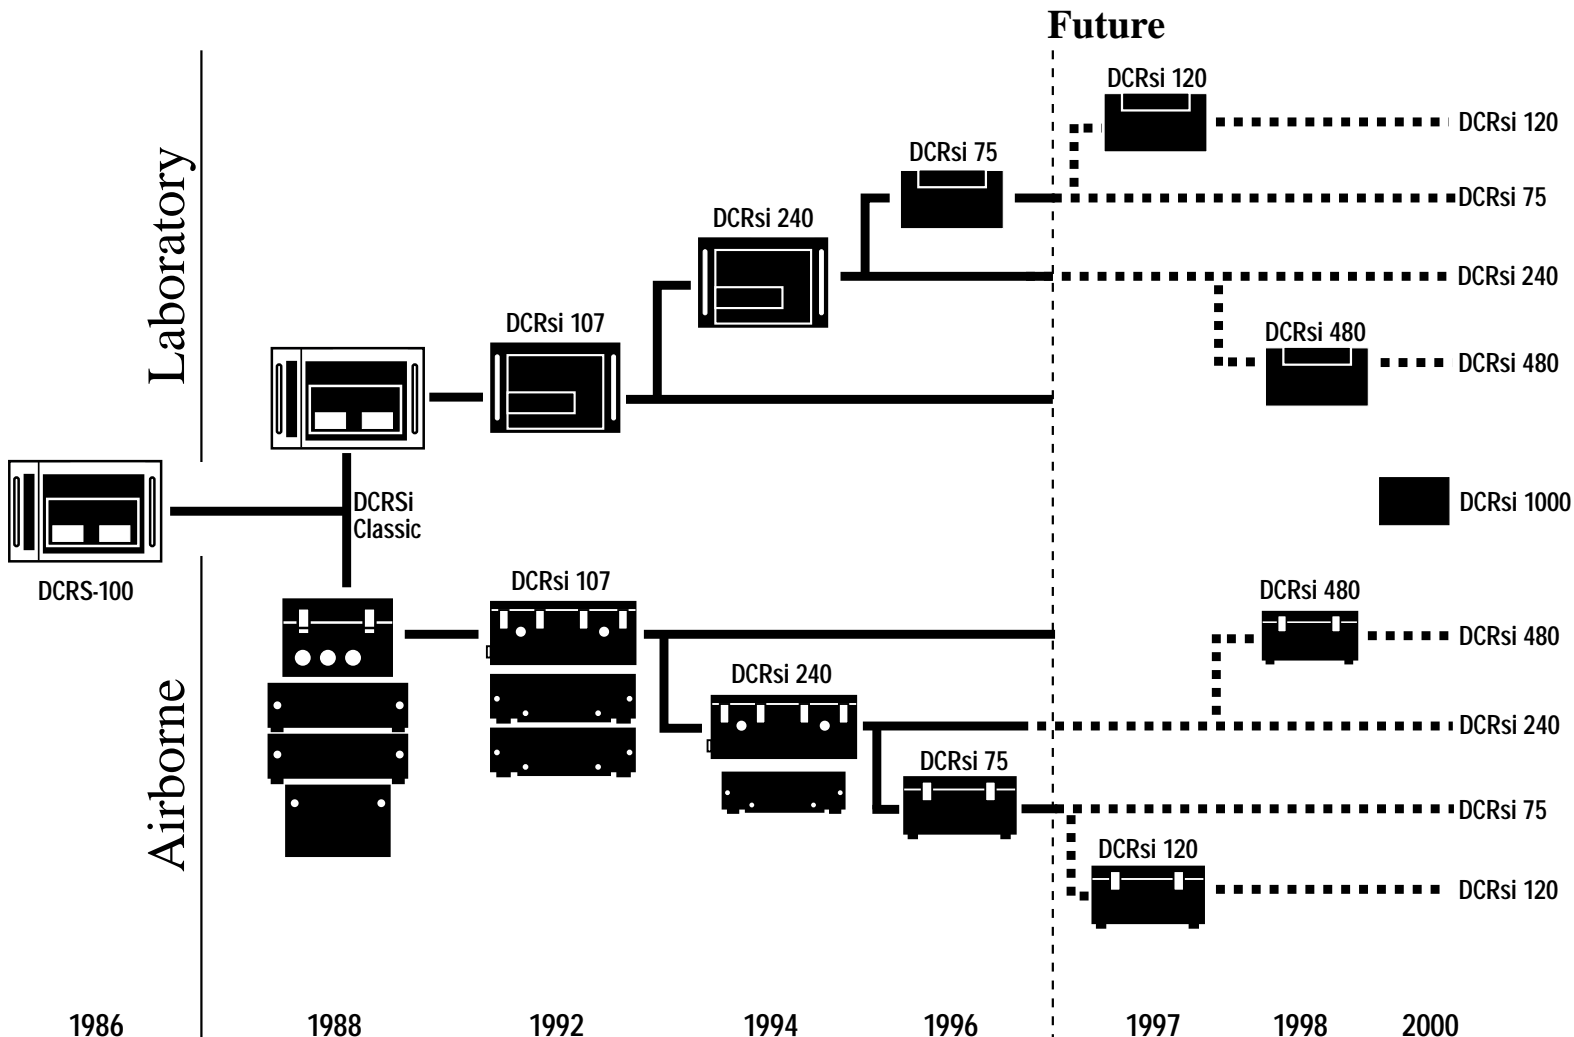 Future
Laboratory
DCRsi 120
DCRsi 120
DCRsi 75
DCRsi 75
DCRsi 240
DCRsi 240
DCRsi 107
DCRsi 480
DCRsi 480
DCRSi
Classic
DCRsi 1000
DCRS-100
Airborne
DCRsi 107
DCRsi 480
DCRsi 480
DCRsi 240
DCRsi 240
DCRsi 75
DCRsi 75
DCRsi 120
DCRsi 120
1986 1988 1992 1994 1996 1997 1998 2000